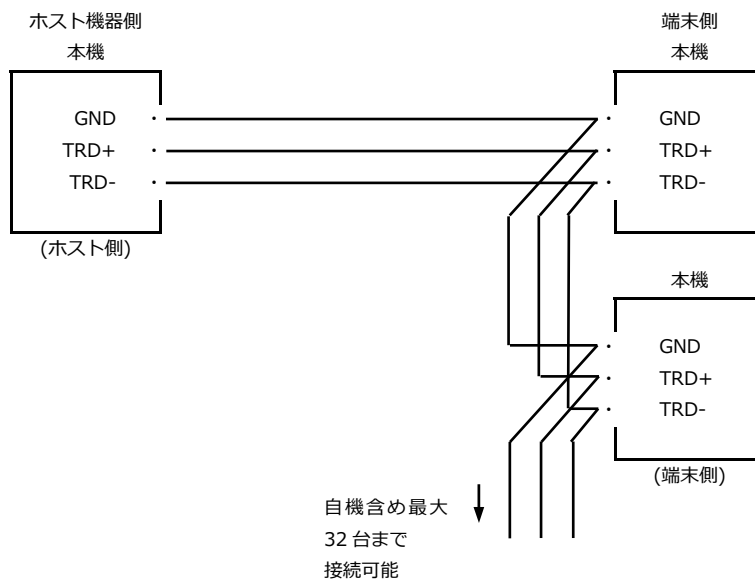 ホスト機器側
本機
GND
TRD+
TRD-
(ホスト側)
端末側
本機
GND
TRD+
TRD-
本機
GND
TRD+
TRD-
(端末側)
自機含め最大
32 台まで
接続可能